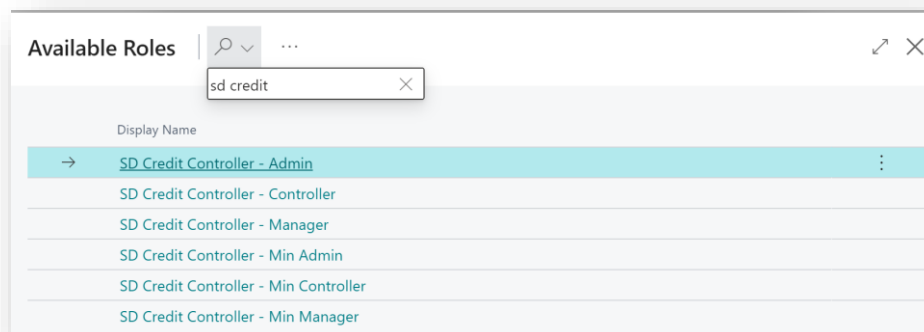 Available Roles
sd credit
Display Name
SD Credit Controller - Admin
SD Credit Controller - Controller
SD Credit Controller - Manager
SD Credit Controller - Min Admin
SD Credit Controller - Min Controller
SD Credit Controller - Min Manager